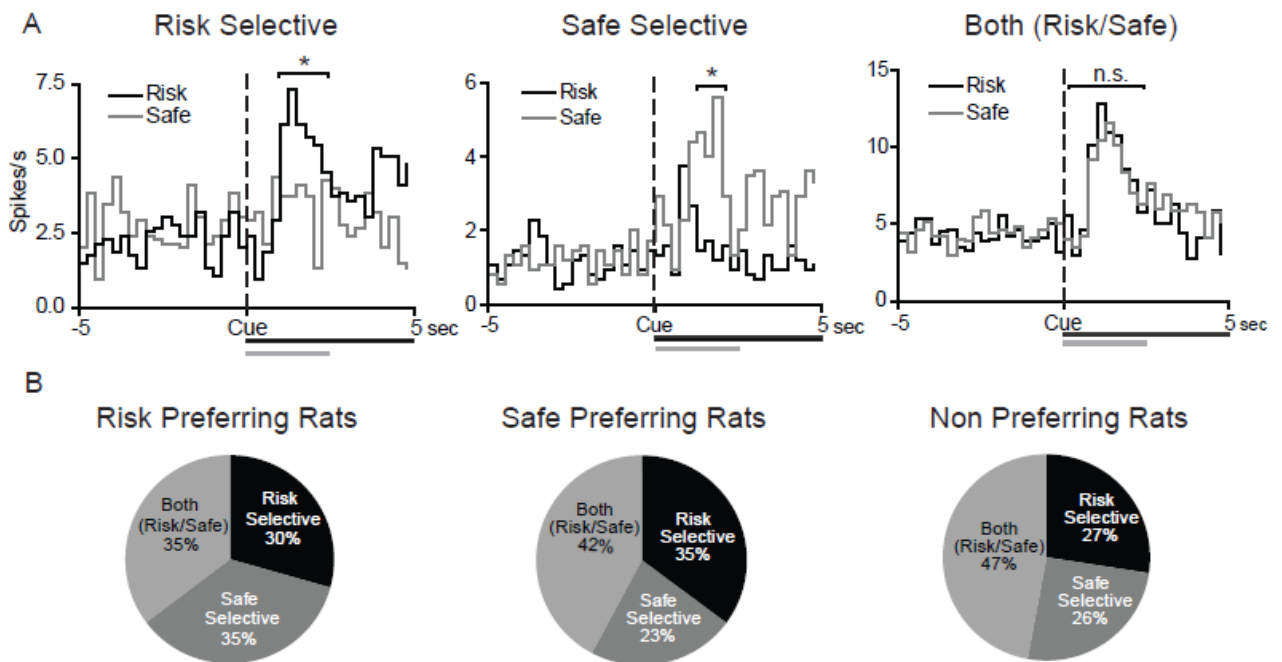 A
Risk Selective
Safe Selective
Both (Risk/Safe)
7.5
5.0
2.5
0.0
Spikes/s
Risk
Safe
*
-5
Cue
5 sec
6
4
2
0
Risk
Safe
*
-5
Cue
5 sec
15
10
5
0
Risk
Safe
n.s.
-5
Cue
5 sec
B
Risk Preferring Rats
Safe Preferring Rats
Non Preferring Rats
Both
(Risk/Safe)
35%
Risk
Selective
30%
Safe
Selective
35%
Both
(Risk/Safe)
42%
Risk
Selective
35%
Safe
Selective
23%
Both
(Risk/Safe)
47%
Risk
Selective
27%
Safe
Selective
26%